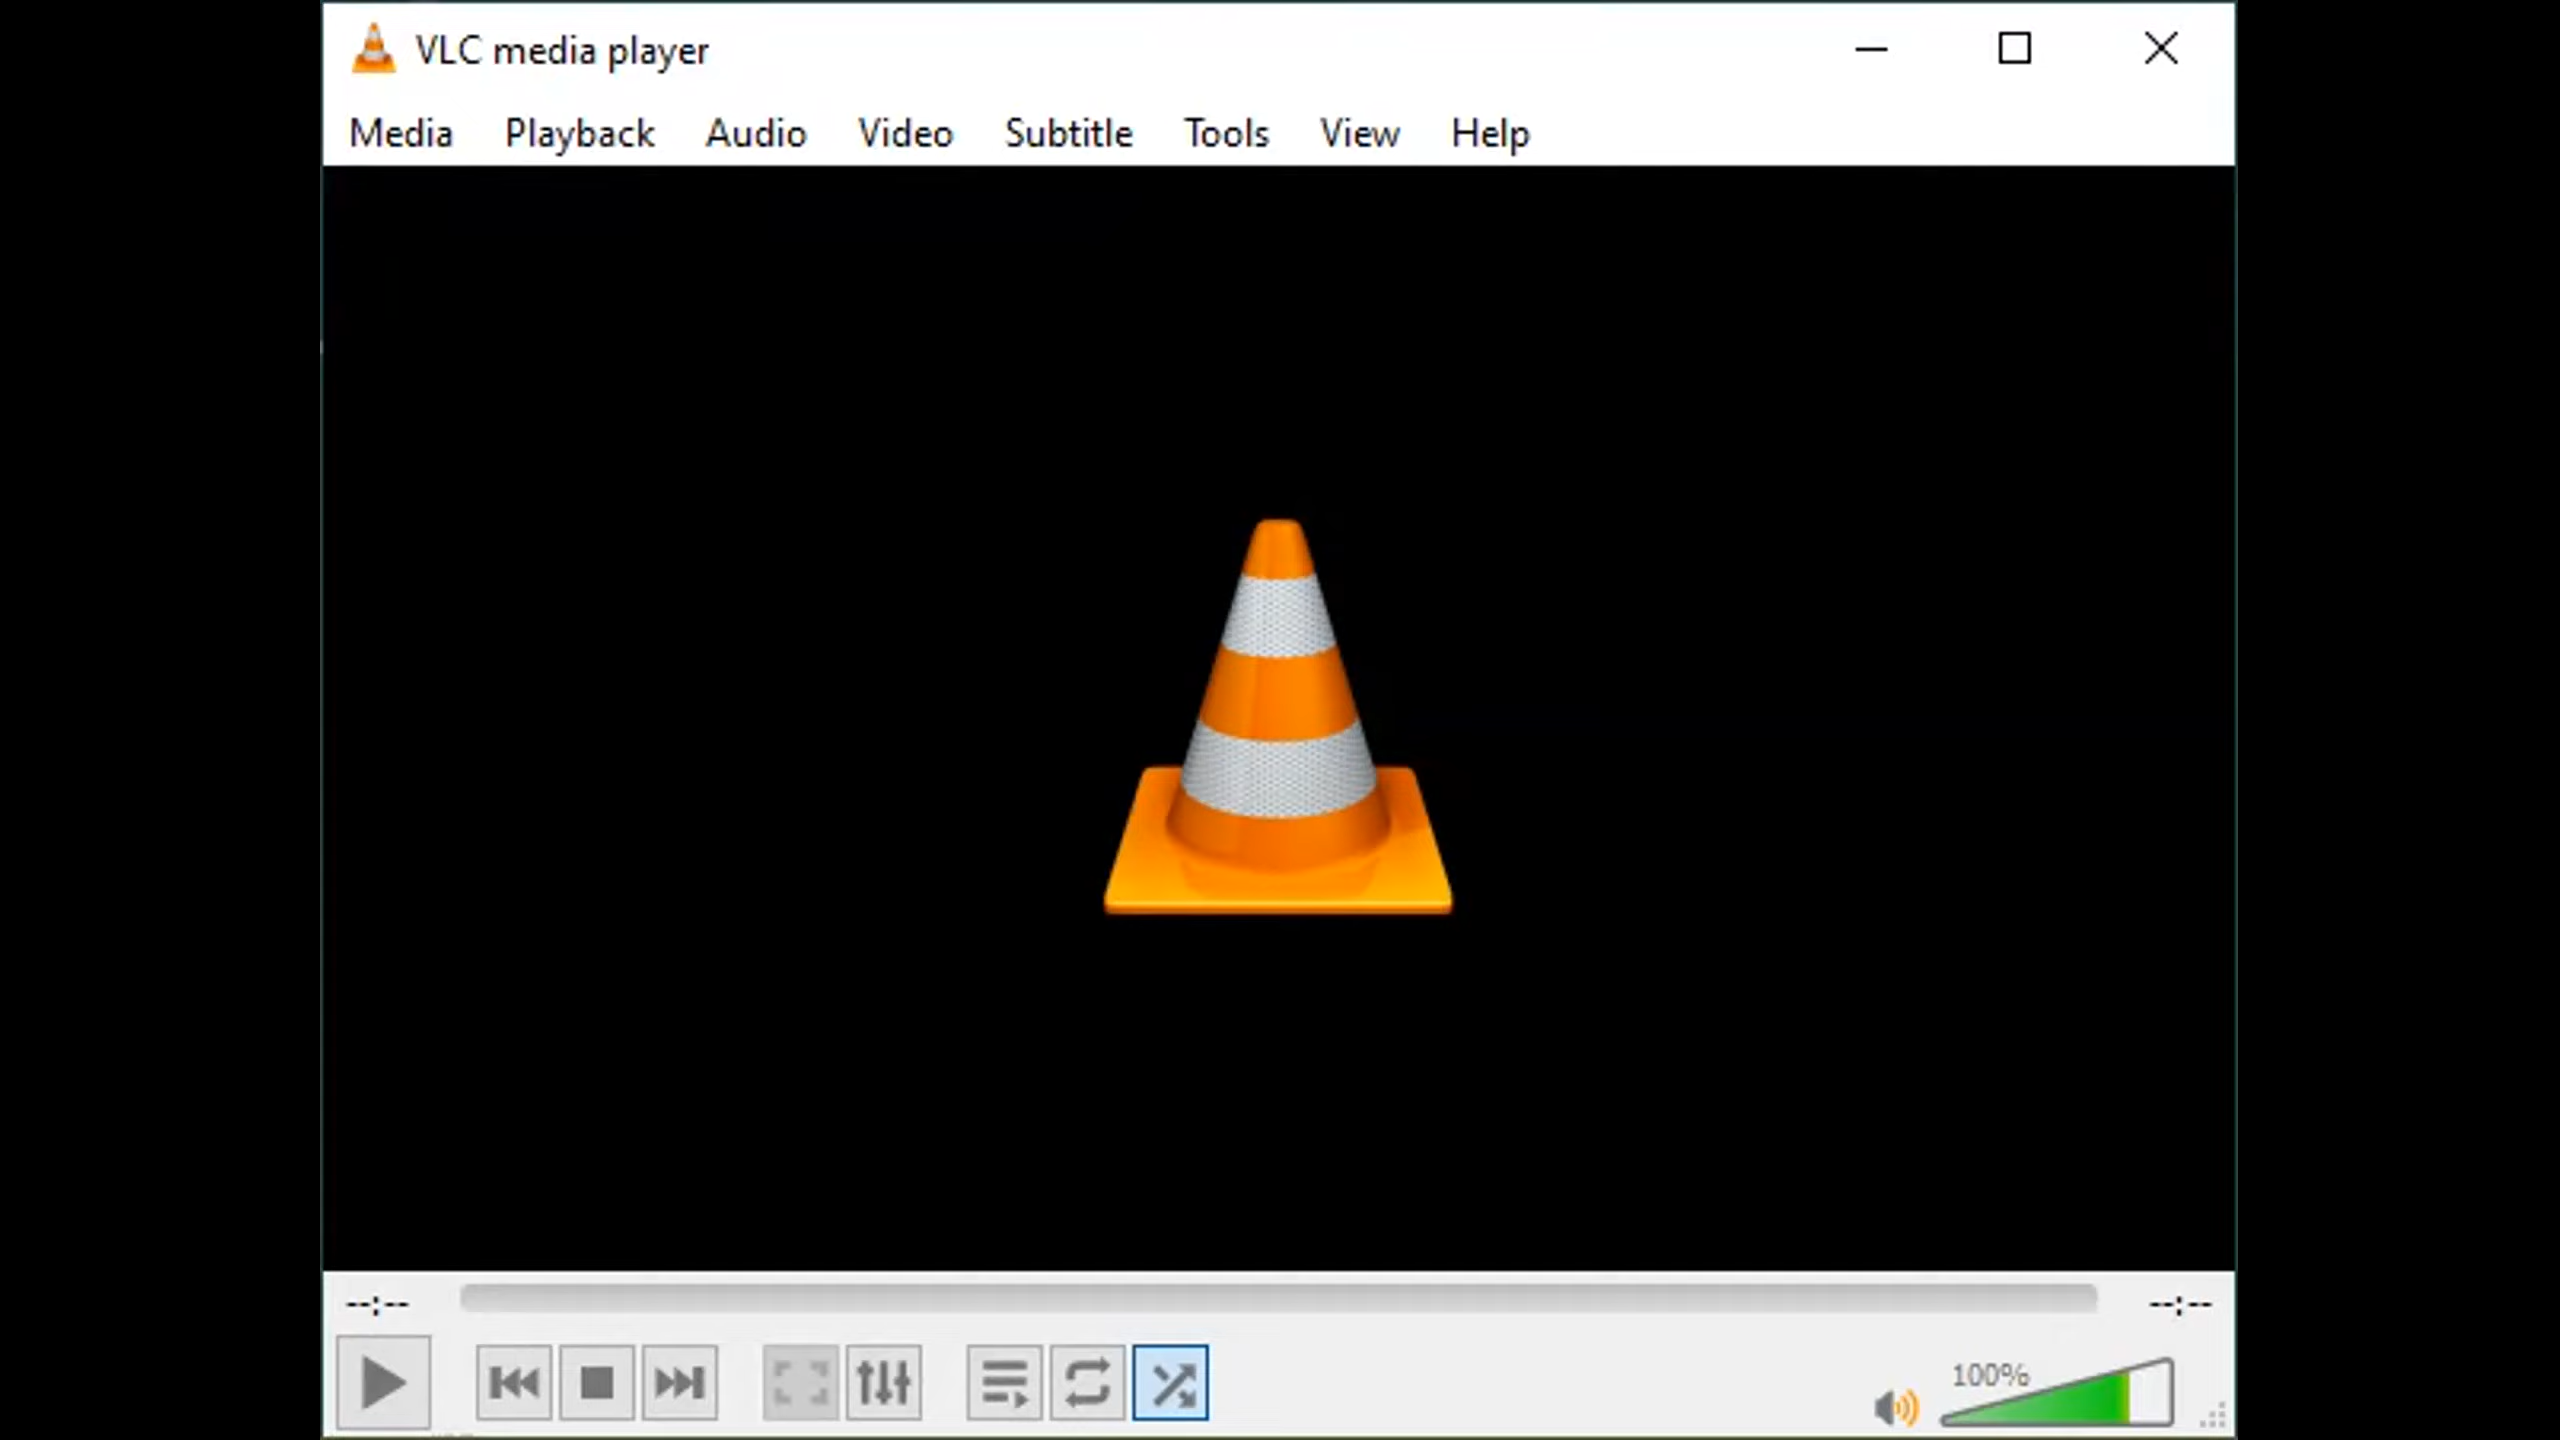 VLC media player
Media Playback Audio Video Subtitle Tools View Help
--:-- --:--
100%